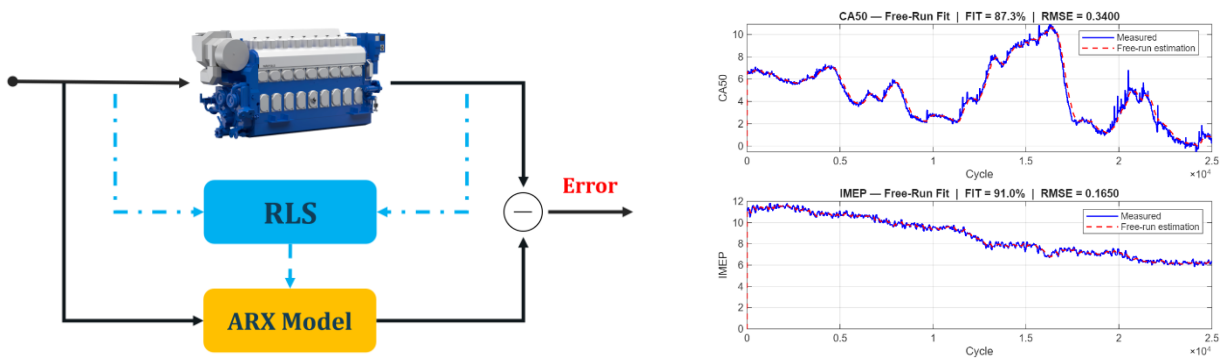 RLS
ARX Model
Error
CA50 — Free-Run Fit | FIT = 87.3% | RMSE = 0.3400
Measured
Free-run estimation
CA50
10
8
6
4
2
0
0 0.5 1 1.5 2 2.5
Cycle
×10⁴
IMEP — Free-Run Fit | FIT = 91.0% | RMSE = 0.1650
Measured
Free-run estimation
IMEP
12
10
8
6
4
2
0
0 0.5 1 1.5 2 2.5
Cycle
×10⁴